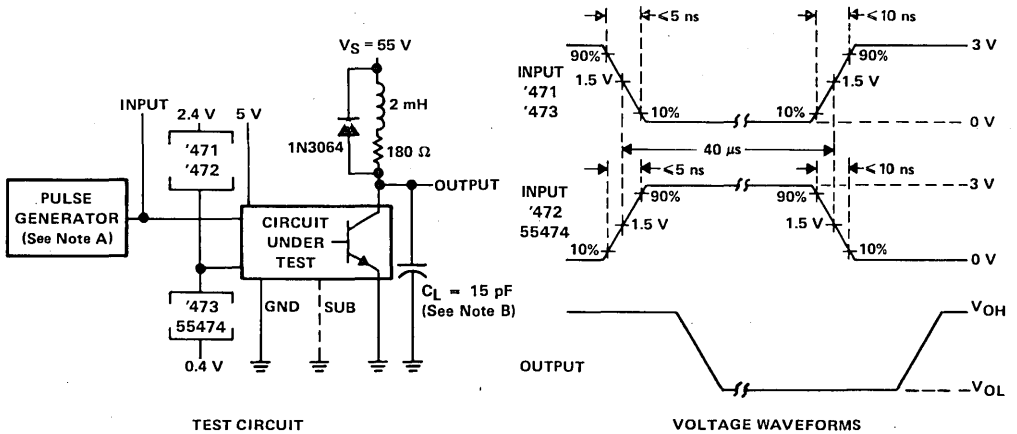 VS = 55 V
2 mH
1N3064
180 Ω
OUTPUT
INPUT
2.4 V
5 V
'471
'472
PULSE
GENERATOR
(See Note A)
CIRCUIT
UNDER
TEST
CL = 15 pF
(See Note B)
'473
55474
GND
SUB
0.4 V
TEST CIRCUIT
≤5 ns
≤10 ns
INPUT
'471
'473
90%
1.5 V
10%
10%
90%
1.5 V
3 V
0 V
40 μs
≤5 ns
≤10 ns
INPUT
'472
55474
10%
1.5 V
90%
90%
1.5 V
10%
3 V
0 V
OUTPUT
VOH
VOL
VOLTAGE WAVEFORMS